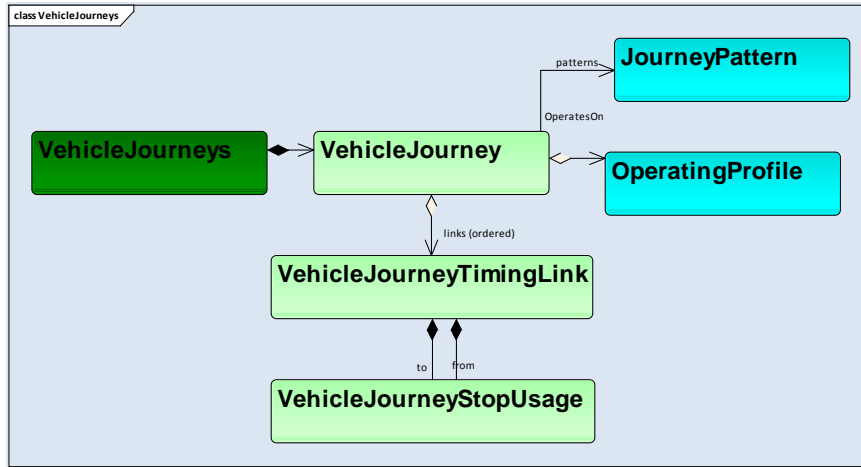 class VehicleJourneys
JourneyPattern
patterns
OperatesOn
VehicleJourneys
VehicleJourney
OperatingProfile
links (ordered)
VehicleJourneyTimingLink
to
from
VehicleJourneyStopUsage